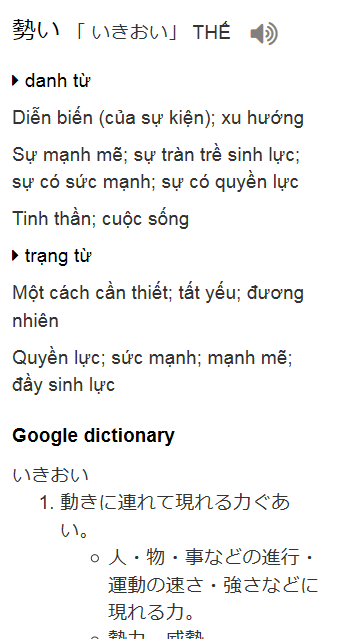 勢い 「 いきおい」 THẾ
danh từ
Diễn biến (của sự kiện); xu hướng
Sự mạnh mẽ; sự tràn trề sinh lực;
sự có sức mạnh; sự có quyền lực
Tinh thần; cuộc sống
trạng từ
Một cách cần thiết; tất yếu; đương
nhiên
Quyền lực; sức mạnh; mạnh mẽ;
đầy sinh lực
Google dictionary
いきおい
1. 動きに連れて現れる力ぐあ
い。
人・物・事などの進行・
運動の速さ・強さなどに
現れる力。
勢力。威勢。